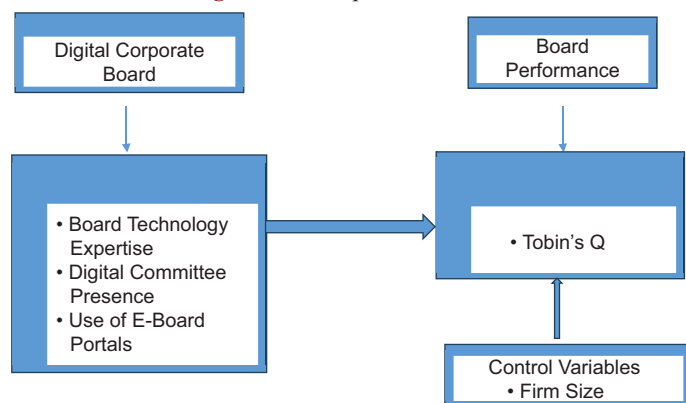 Digital Corporate
Board
Board
Performance
• Board Technology
Expertise
• Digital Committee
Presence
• Use of E-Board
Portals
• Tobin's Q
Control Variables
• Firm Size